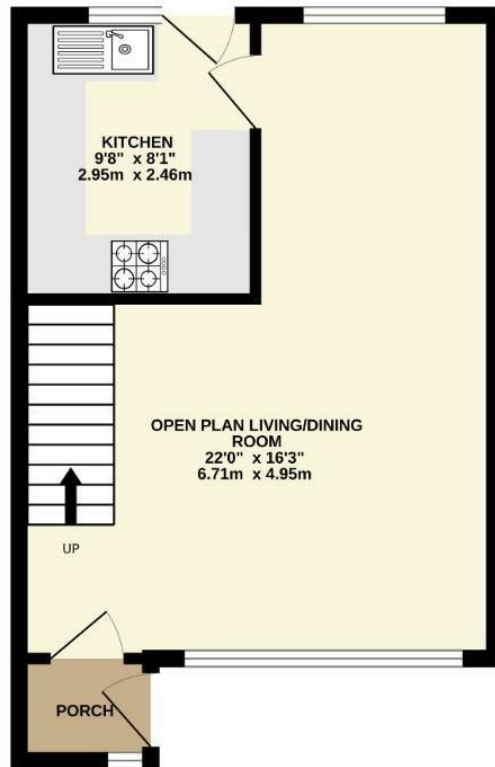 KITCHEN
9'8" x 8'1"
2.95m x 2.46m
OPEN PLAN LIVING/DINING
ROOM
22'0" x 16'3"
6.71m x 4.95m
UP
PORCH